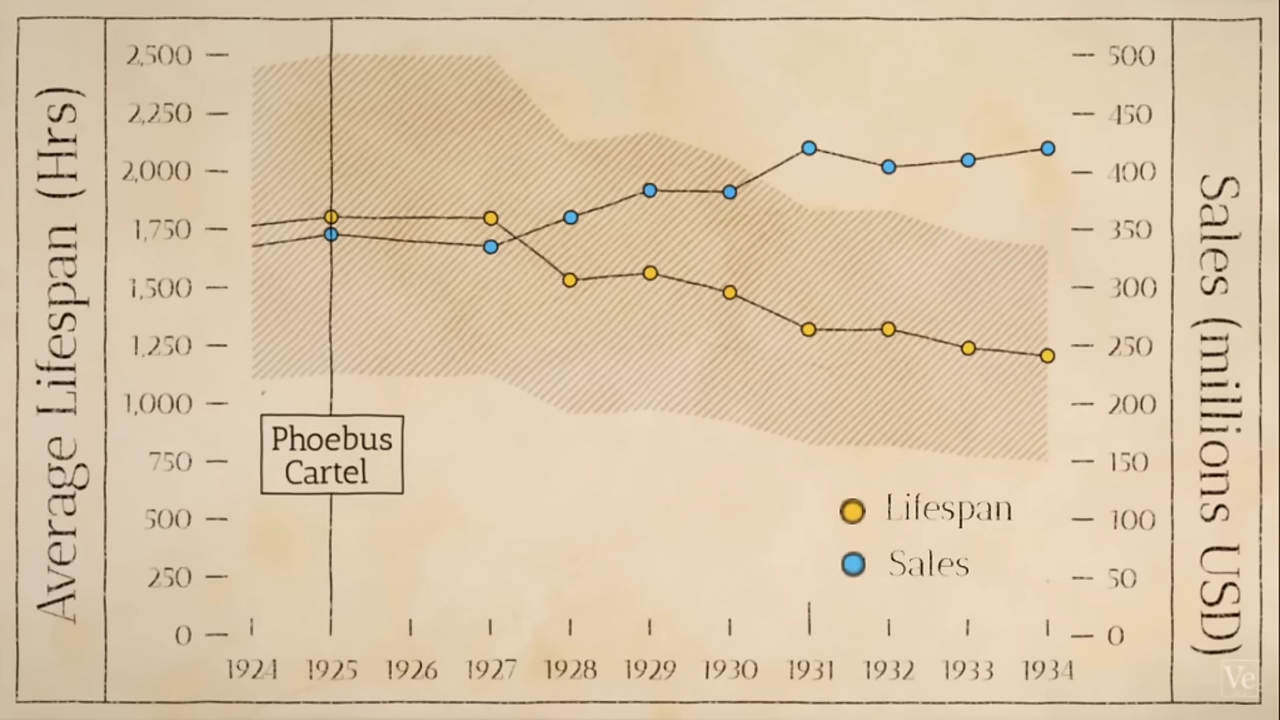 Average Lifespan (Hrs)
2,500
2,250
2,000
1,750
1,500
1,250
1,000
750
500
250
0
Phoebus
Cartel
Lifespan
Sales
1924 1925 1926 1927 1928 1929 1930 1931 1932 1933 1934
500
450
400
350
300
250
200
150
100
50
0
Sales (millions USD)
Ve